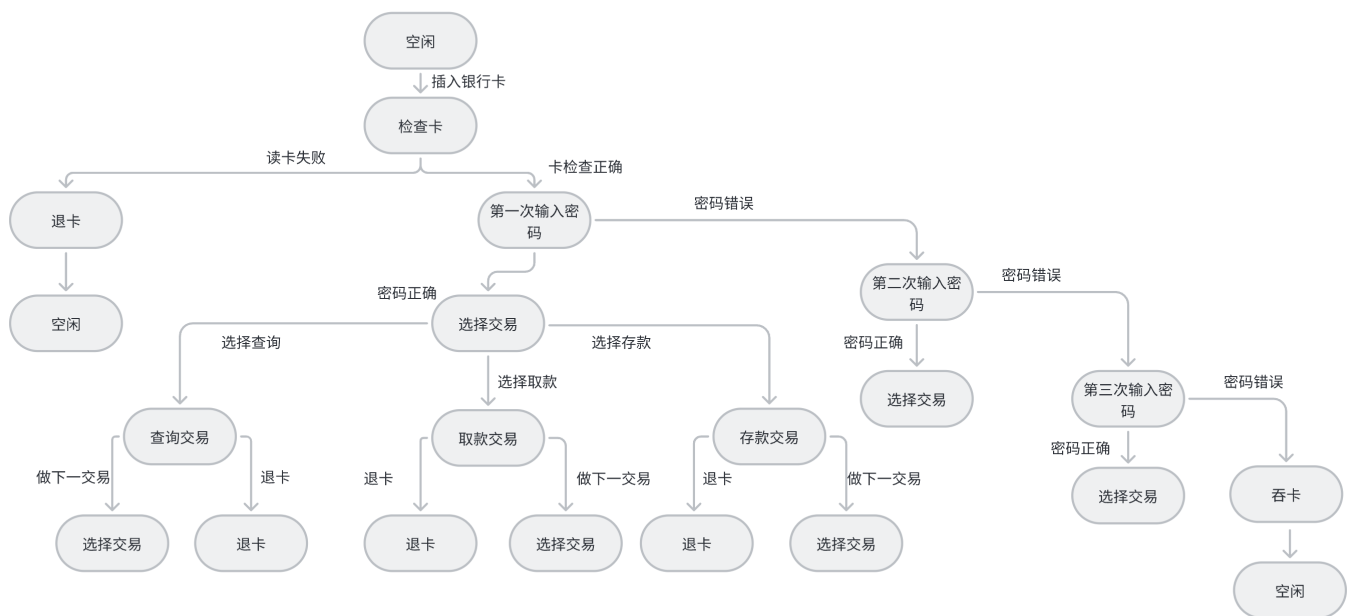 空闲
插入银行卡
检查卡
读卡失败
卡检查正确
退卡
第一次输入密
码
密码错误
空闲
密码正确
选择交易
第二次输入密
码
密码错误
选择查询
选择取款
选择存款
密码正确
选择交易
第三次输入密
码
密码错误
查询交易
取款交易
存款交易
密码正确
选择交易
吞卡
做下一交易
退卡
退卡
做下一交易
退卡
做下一交易
选择交易
退卡
退卡
选择交易
退卡
选择交易
空闲